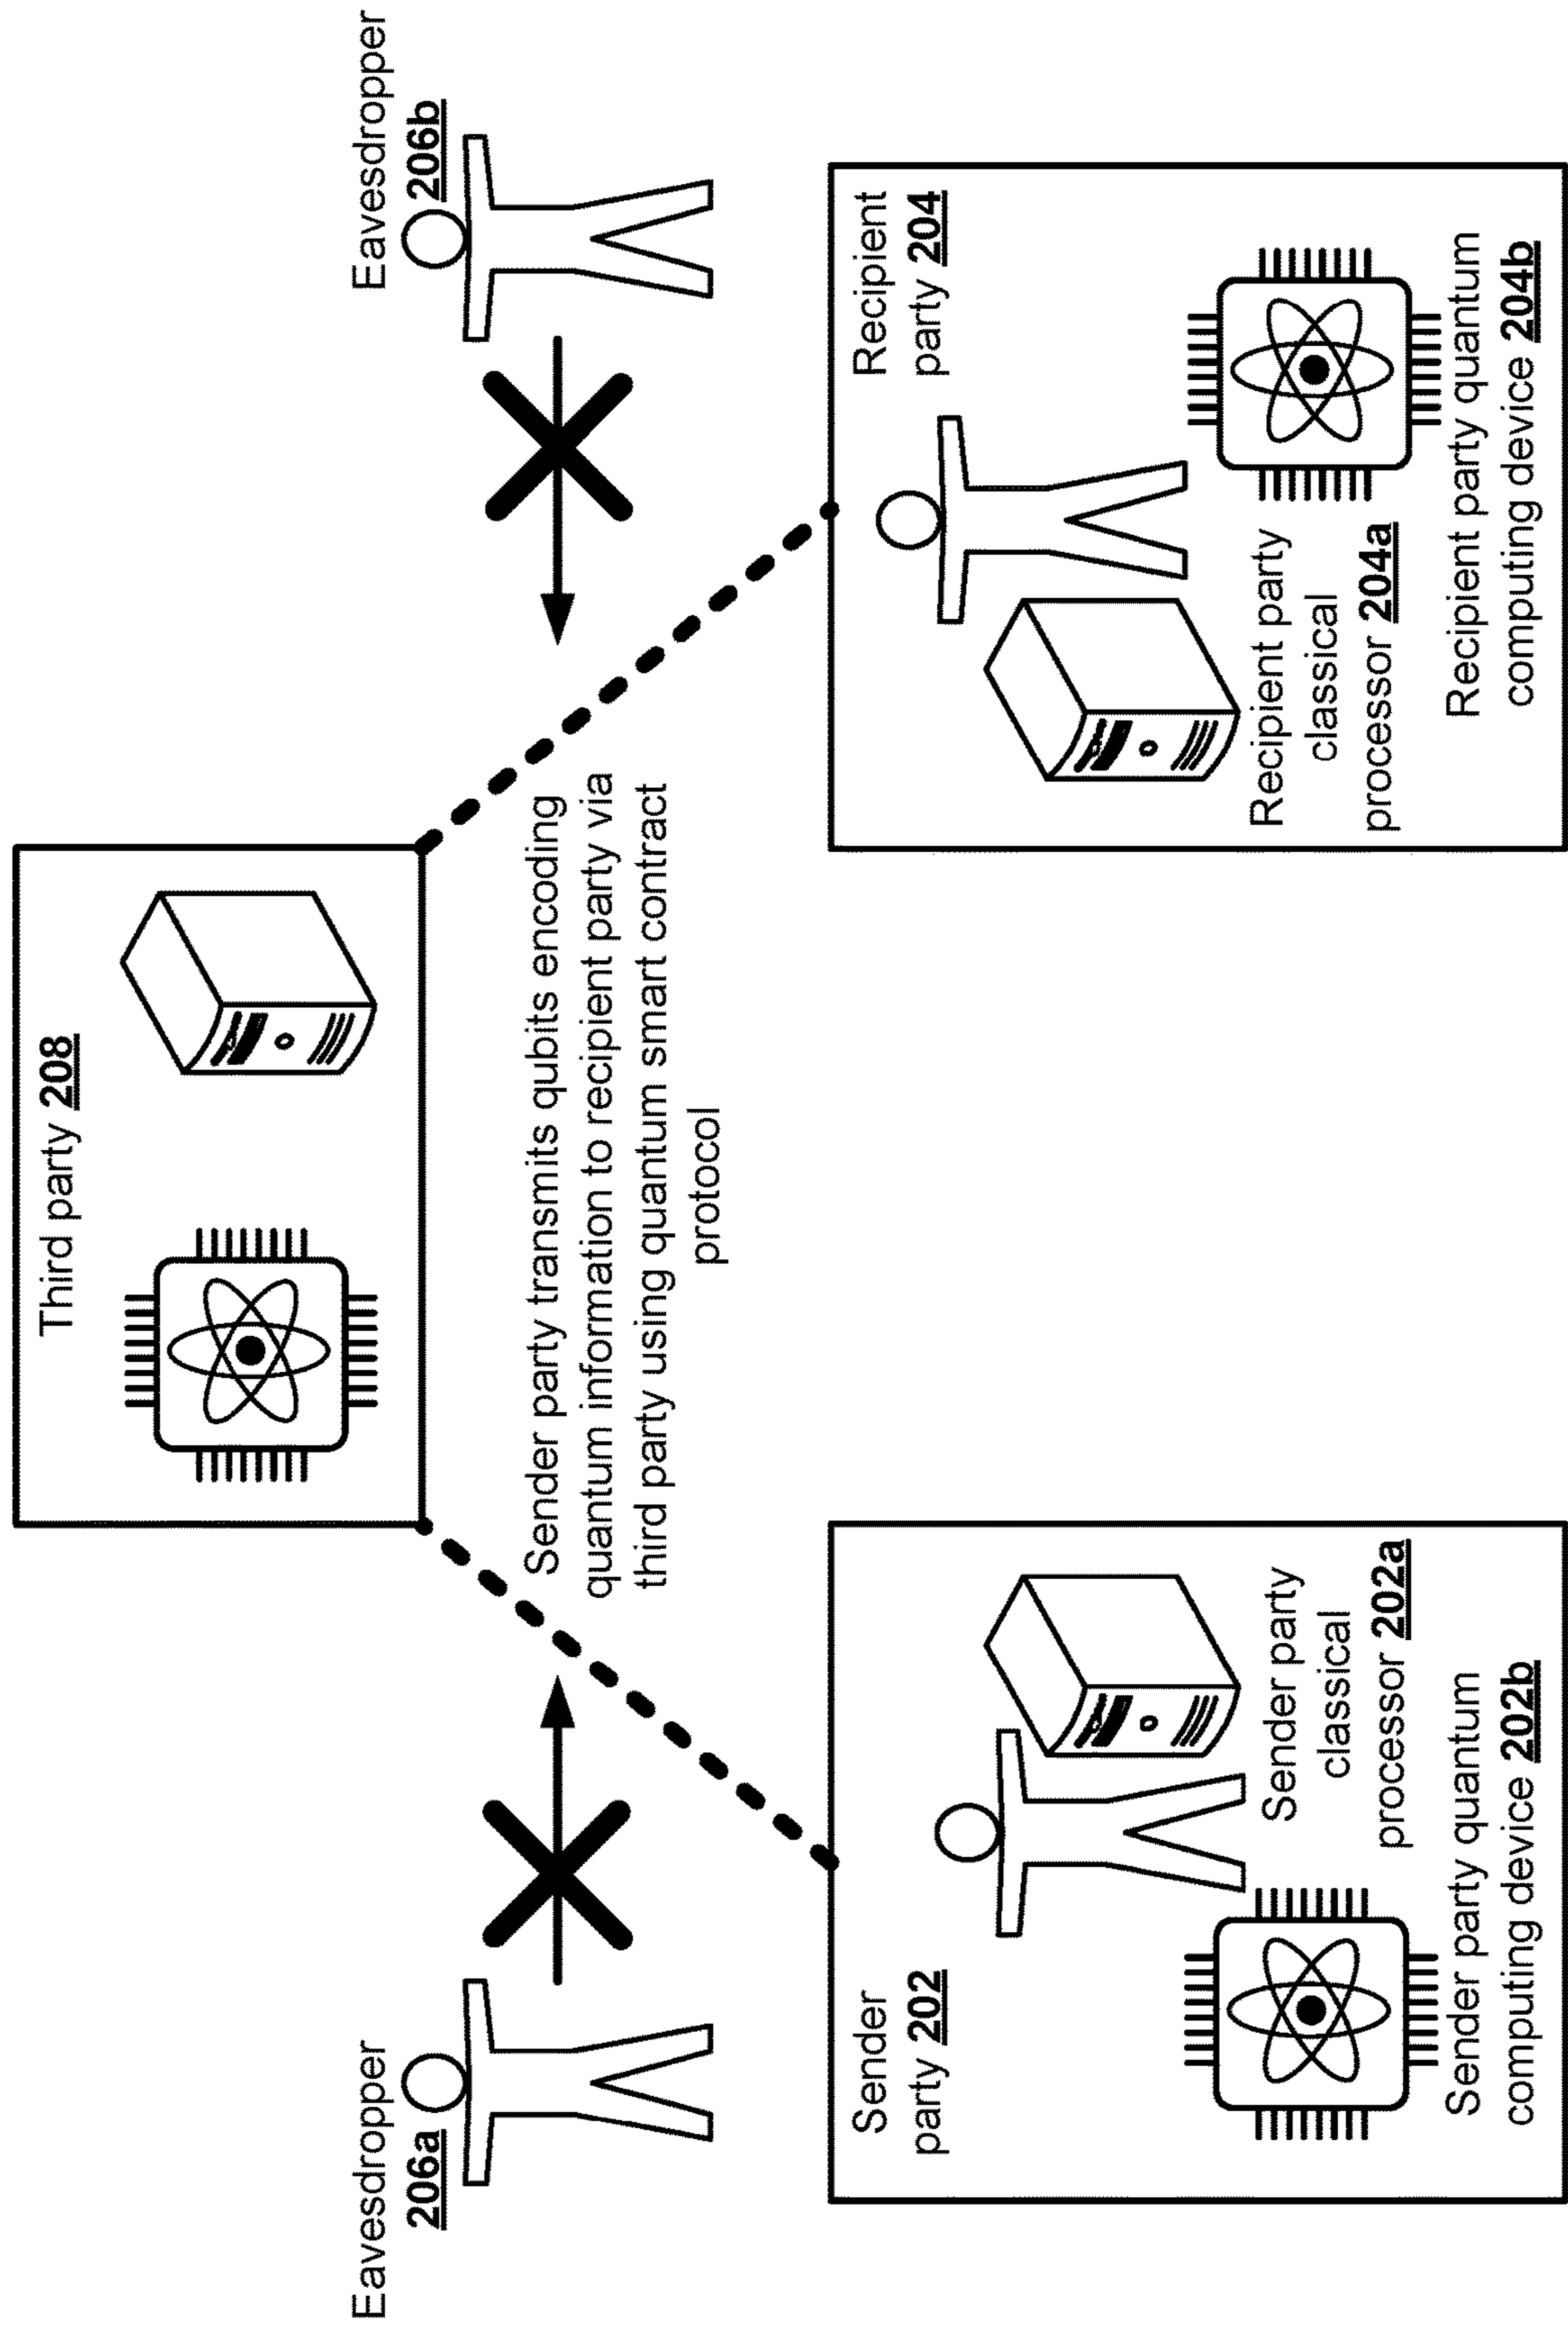 Third party 208
Eavesdropper
206a
Eavesdropper
206b
Sender party transmits qubits encoding
quantum information to recipient party via
third party using quantum smart contract
protocol
Sender
party 202
Sender party
classical
processor 202a
Sender party quantum
computing device 202b
Recipient
party 204
Recipient party
classical
processor 204a
Recipient party quantum
computing device 204b